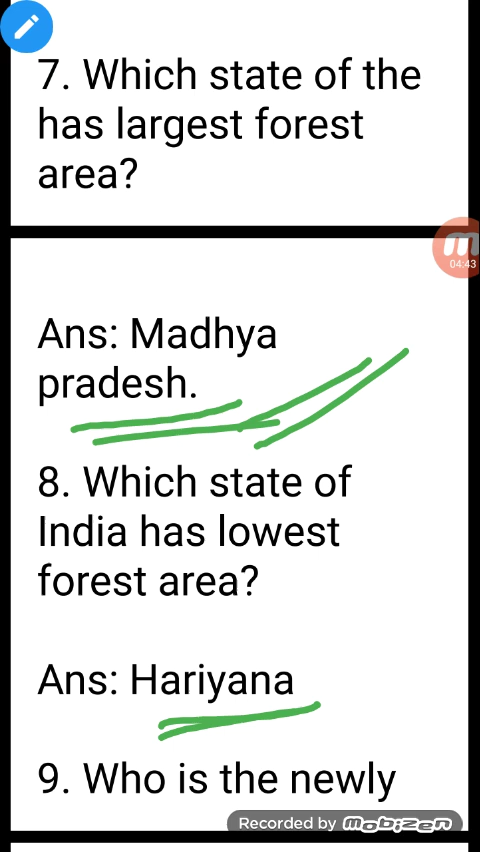 7. Which state of the
has largest forest
area?
04:43
Ans: Madhya
pradesh.
8. Which state of
India has lowest
forest area?
Ans: Hariyana
9. Who is the newly
Recorded by Mobizen